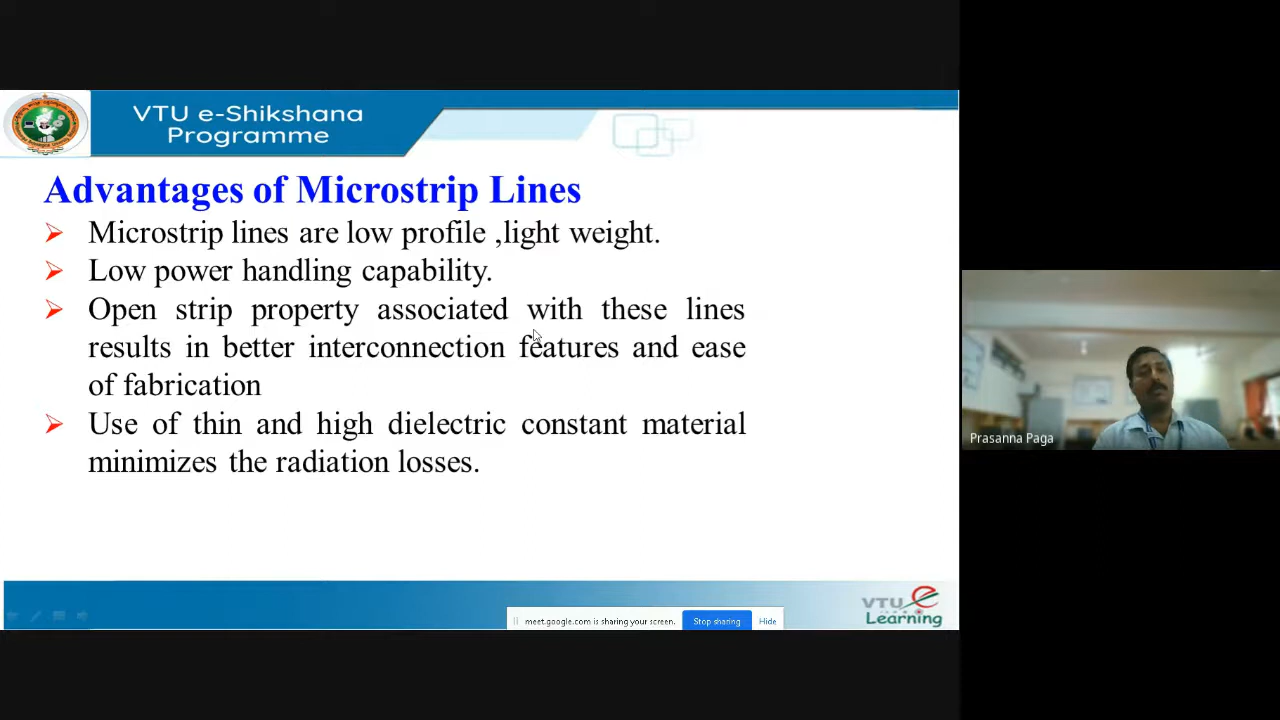 VTU e-Shikshana
Programme
Advantages of Microstrip Lines
➢ Microstrip lines are low profile ,light weight.
➢ Low power handling capability.
➢ Open strip property associated with these lines
results in better interconnection features and ease
of fabrication
➢ Use of thin and high dielectric constant material
minimizes the radiation losses.
Prasanna Paga
meet.google.com is sharing your screen.
Stop sharing
Hide
VTU e
Learning